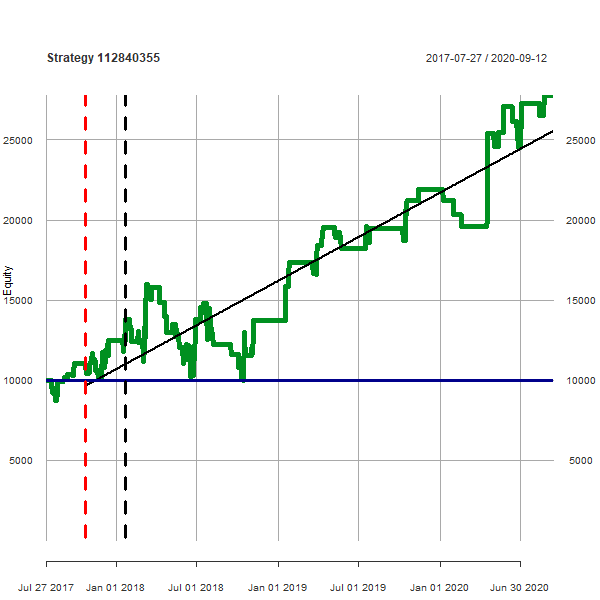 Strategy 112840355
2017-07-27 / 2020-09-12
Equity
25000
25000
20000
20000
15000
15000
10000
10000
5000
5000
Jul 27 2017
Jan 01 2018
Jul 01 2018
Jan 01 2019
Jul 01 2019
Jan 01 2020
Jun 30 2020